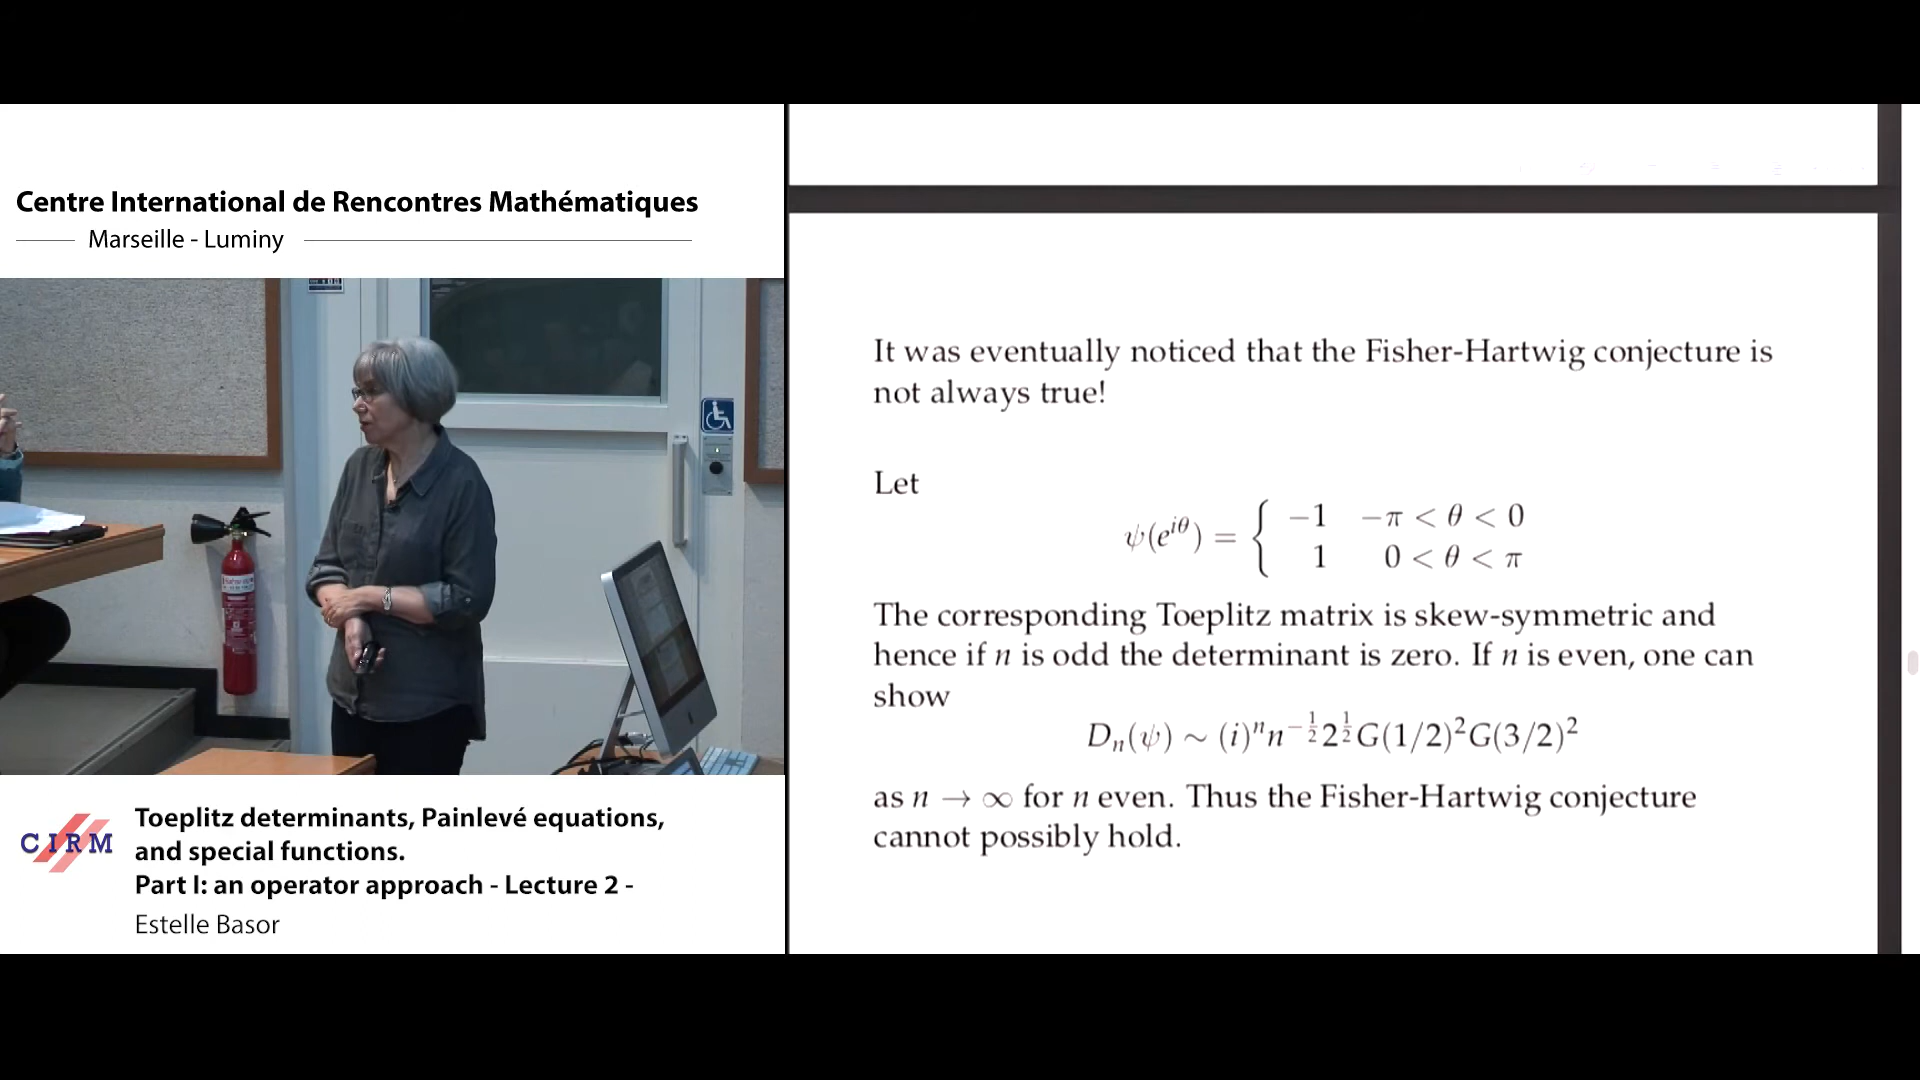 Centre International de Rencontres Mathématiques
Marseille - Luminy
CIRM
Toeplitz determinants, Painlevé equations,
and special functions.
Part I: an operator approach - Lecture 2 -
Estelle Basor
It was eventually noticed that the Fisher-Hartwig conjecture is
not always true!
Let
ψ(e^{iθ}) = { −1 −π < θ < 0
1 0 < θ < π
The corresponding Toeplitz matrix is skew-symmetric and
hence if n is odd the determinant is zero. If n is even, one can
show
D_n(ψ) ∼ (i)^n n^{−1/2} 2^{1/2} G(1/2)^2 G(3/2)^2
as n → ∞ for n even. Thus the Fisher-Hartwig conjecture
cannot possibly hold.